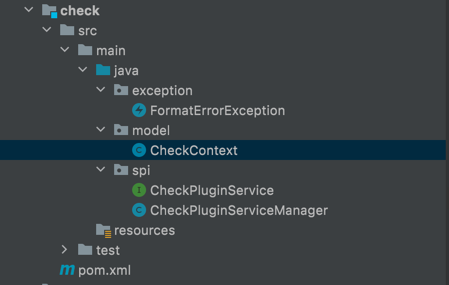 check
src
main
java
exception
FormatErrorException
model
CheckContext
spi
CheckPluginService
CheckPluginServiceManager
resources
test
pom.xml